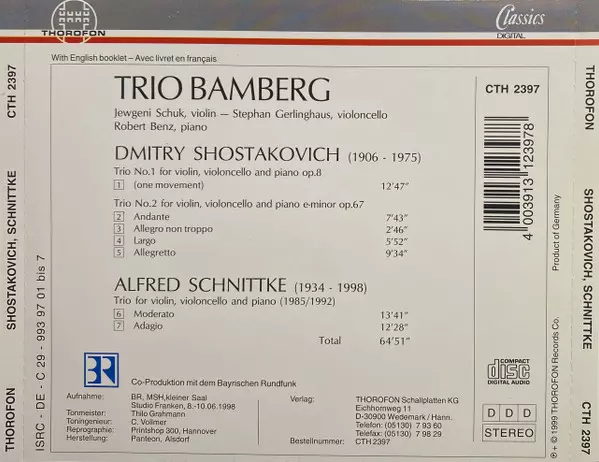 THOROFON
Classics
DIGITAL
With English booklet – Avec livret en français
TRIO BAMBERG
Jewgeni Schuk, violin – Stephan Gerlinghaus, violoncello
Robert Benz, piano
CTH 2397
DMITRY SHOSTAKOVICH (1906 - 1975)
Trio No.1 for violin, violoncello and piano op.8
1 (one movement) 12'47"
Trio No.2 for violin, violoncello and piano e-minor op.67
2 Andante 7'43"
3 Allegro non troppo 2'46"
4 Largo 5'52"
5 Allegretto 9'34"
ALFRED SCHNITTKE (1934 - 1998)
Trio for violin, violoncello and piano (1985/1992)
6 Moderato 13'41"
7 Adagio 12'28"
Total 64'51"
4 003913 123978
Product of Germany
BR
Co-Produktion mit dem Bayrischen Rundfunk
Aufnahme: BR, MSH,kleiner Saal
Studio Franken, 8.-10.06.1998
Tonmeister: Thilo Grahmann
Toningenieur: C. Vollmer
Reprographie: Printshop 300, Hannover
Herstellung: Panteon, Alsdorf
Verlag: THOROFON Schallplatten KG
Eichhornweg 11
D-30900 Wedemark / Hann.
Telefon: (05130) 7 93 60
Telefax: (05130) 7 98 29
Bestellnummer: CTH 2397
COMPACT
disc
DIGITAL AUDIO
D D D
STEREO
℗ + © 1999 THOROFON Records Co.
THOROFON SHOSTAKOVICH, SCHNITTKE CTH 2397
ISRC - DE - C 29 - 993 97 01 bis 7
THOROFON SHOSTAKOVICH, SCHNITTKE CTH 2397